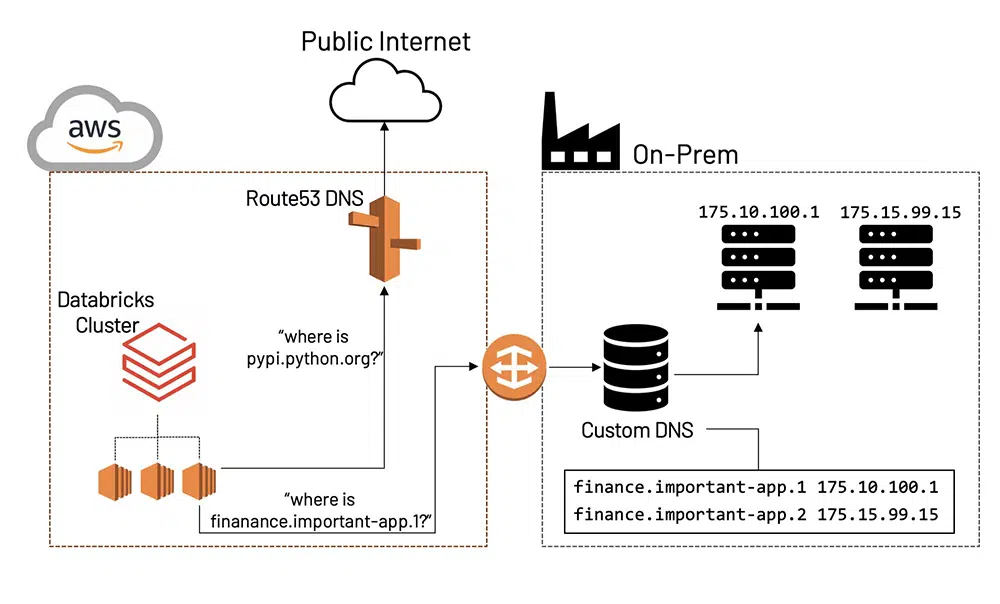 Public Internet
aws
On-Prem
Route53 DNS
175.10.100.1
175.15.99.15
Databricks
Cluster
“where is
pypi.python.org?”
Custom DNS
“where is
finanance.important-app.1?”
finance.important-app.1 175.10.100.1
finance.important-app.2 175.15.99.15